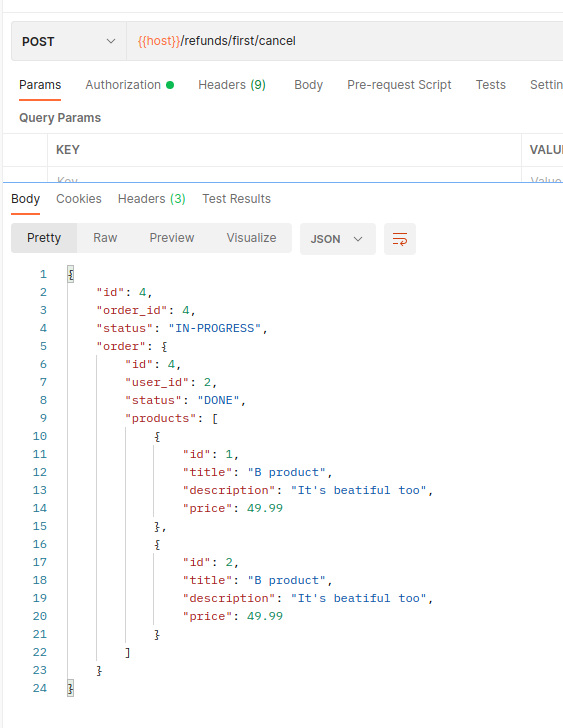 POST {{host}}/refunds/first/cancel
Params Authorization Headers (9) Body Pre-request Script Tests Settin
Query Params
KEY VALU
Key Value
Body Cookies Headers (3) Test Results
Pretty Raw Preview Visualize JSON
1 {
2 "id": 4,
3 "order_id": 4,
4 "status": "IN-PROGRESS",
5 "order": {
6 "id": 4,
7 "user_id": 2,
8 "status": "DONE",
9 "products": [
10 {
11 "id": 1,
12 "title": "B product",
13 "description": "It's beatiful too",
14 "price": 49.99
15 },
16 {
17 "id": 2,
18 "title": "B product",
19 "description": "It's beatiful too",
20 "price": 49.99
21 }
22 ]
23 }
24 }